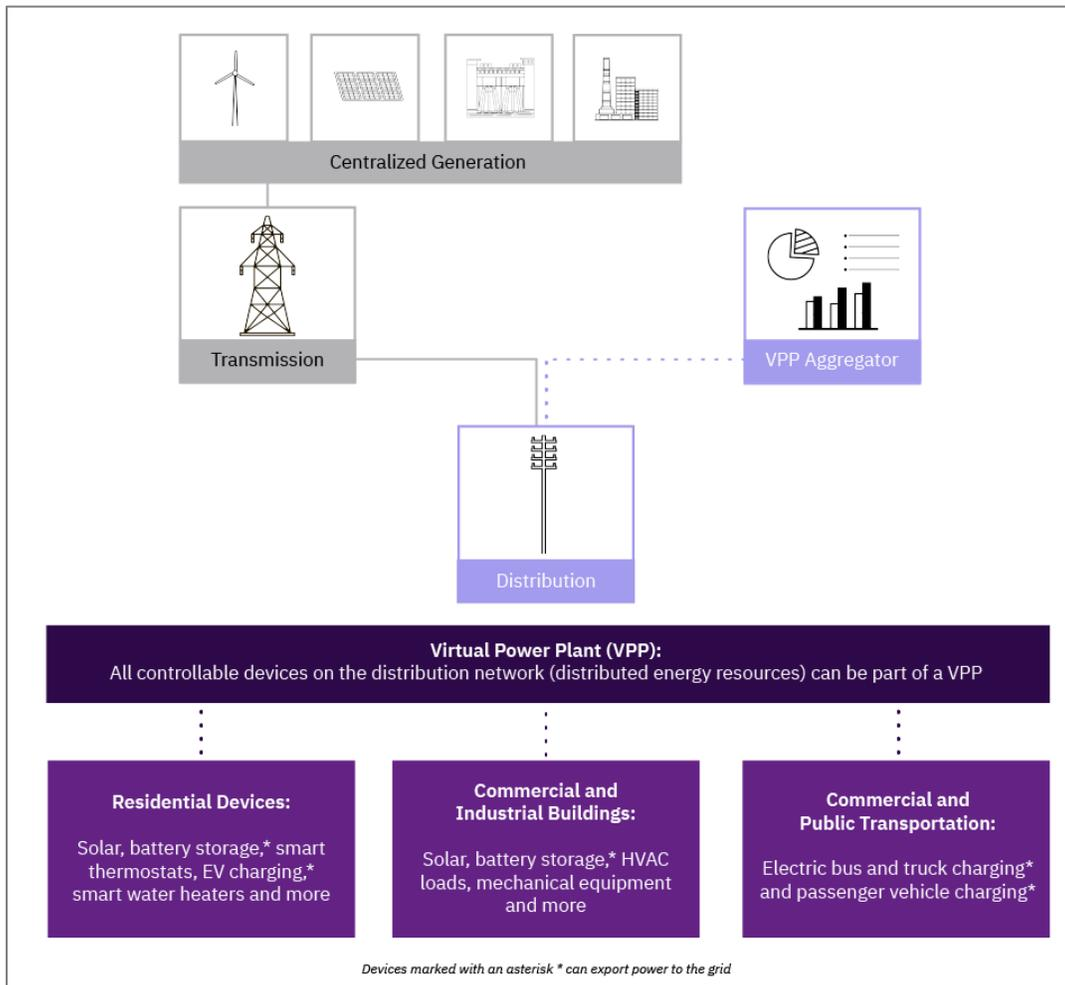 Centralized Generation
Transmission
VPP Aggregator
Distribution
Virtual Power Plant (VPP):
All controllable devices on the distribution network (distributed energy resources) can be part of a VPP
Residential Devices:
Solar, battery storage,* smart
thermostats, EV charging,*
smart water heaters and more
Commercial and
Industrial Buildings:
Solar, battery storage,* HVAC
loads, mechanical equipment
and more
Commercial and
Public Transportation:
Electric bus and truck charging*
and passenger vehicle charging*
Devices marked with an asterisk * can export power to the grid